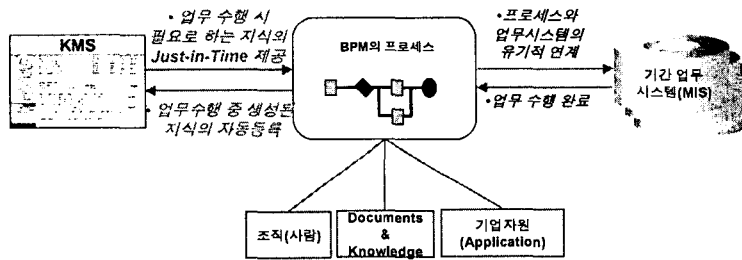 KMS
• 업무 수행 시
필요로 하는 지식의
Just-in-Time 제공
• 업무수행 중 생성된
지식의 자동등록
BPM의 프로세스
•프로세스와
업무시스템의
유기적 연계
•업무 수행 완료
기간 업무
시스템(MIS)
조직(사람)
Documents
&
Knowledge
기업자원
(Application)